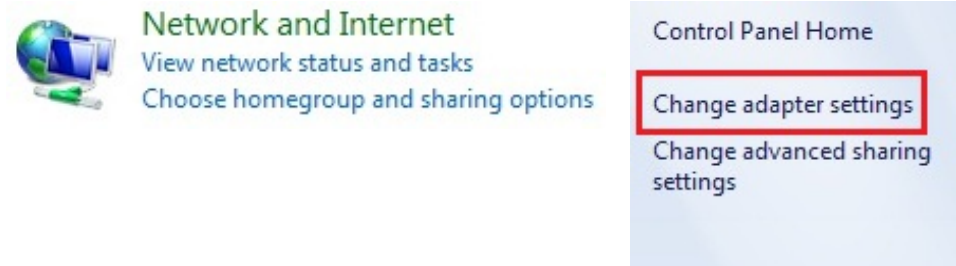 Network and Internet
View network status and tasks
Choose homegroup and sharing options
Control Panel Home
Change adapter settings
Change advanced sharing
settings